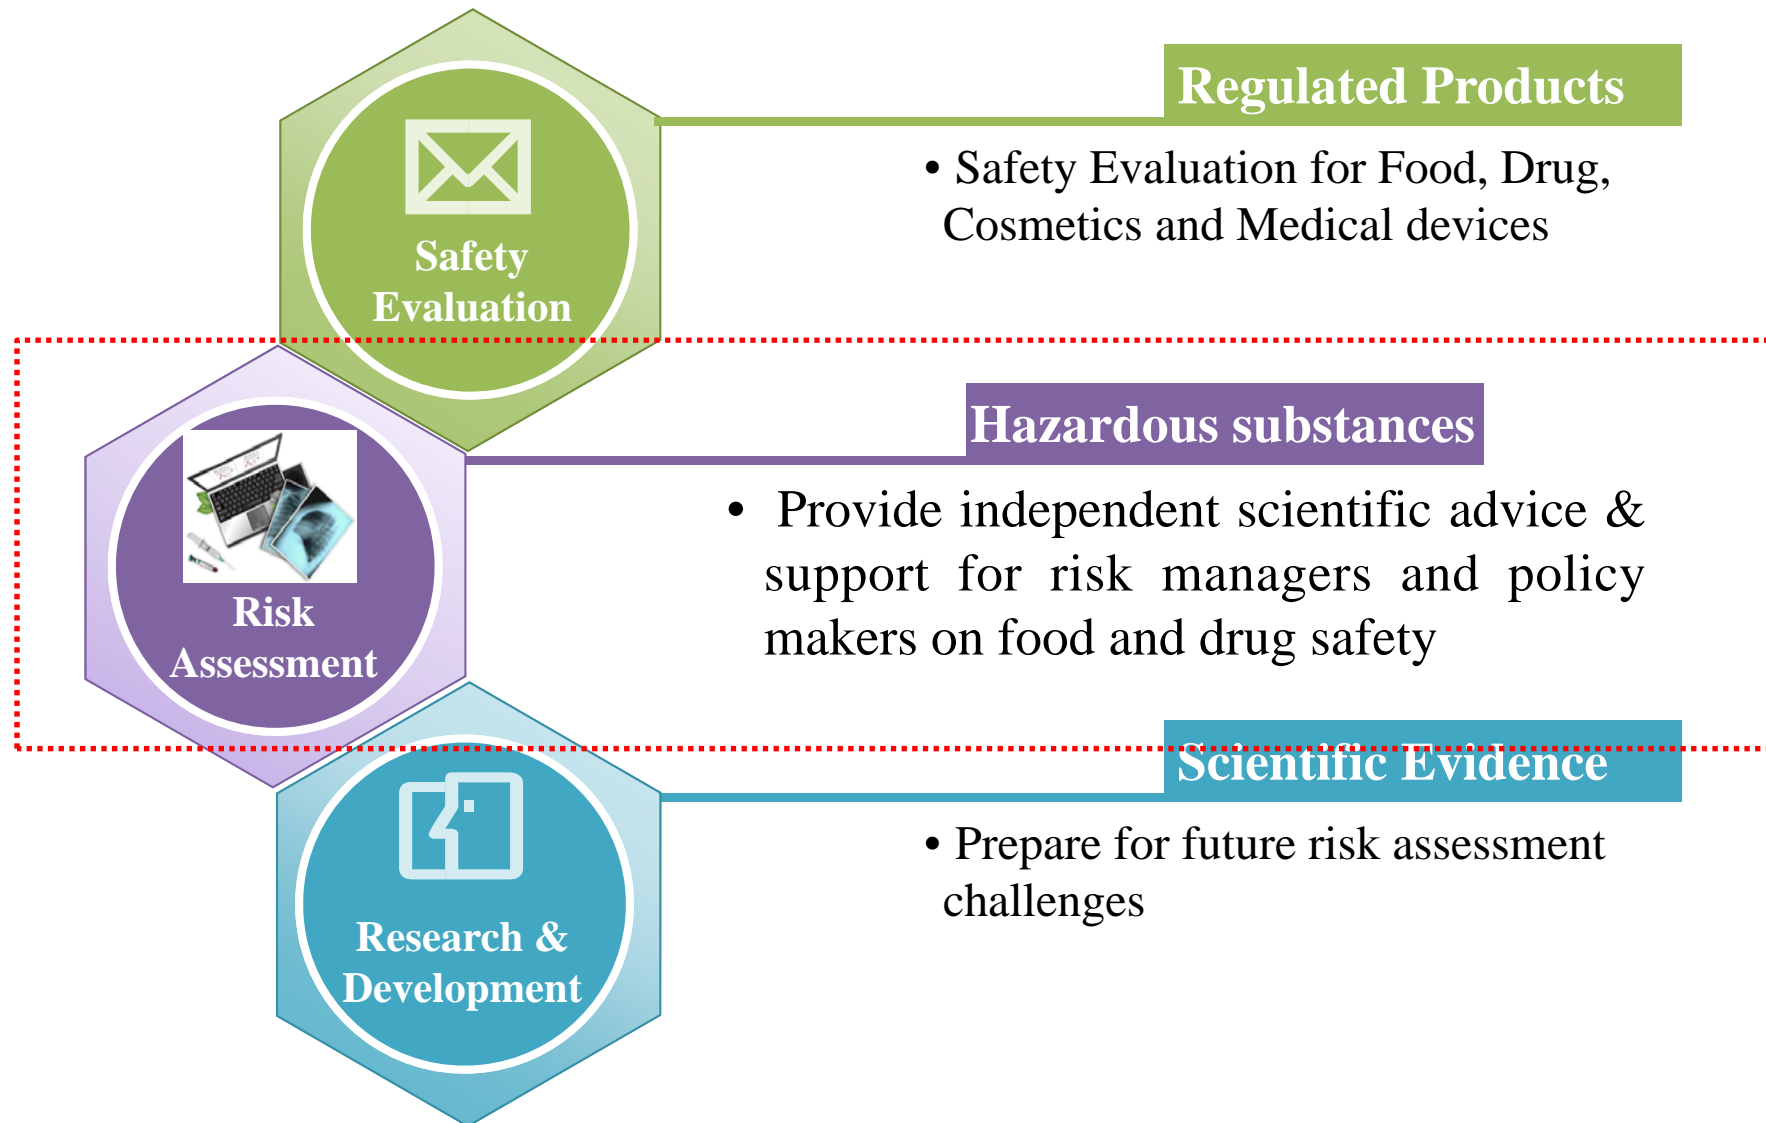 Safety
Evaluation
Regulated Products
• Safety Evaluation for Food, Drug,
Cosmetics and Medical devices
Risk
Assessment
Hazardous substances
• Provide independent scientific advice &
support for risk managers and policy
makers on food and drug safety
Research &
Development
Scientific Evidence
• Prepare for future risk assessment
challenges